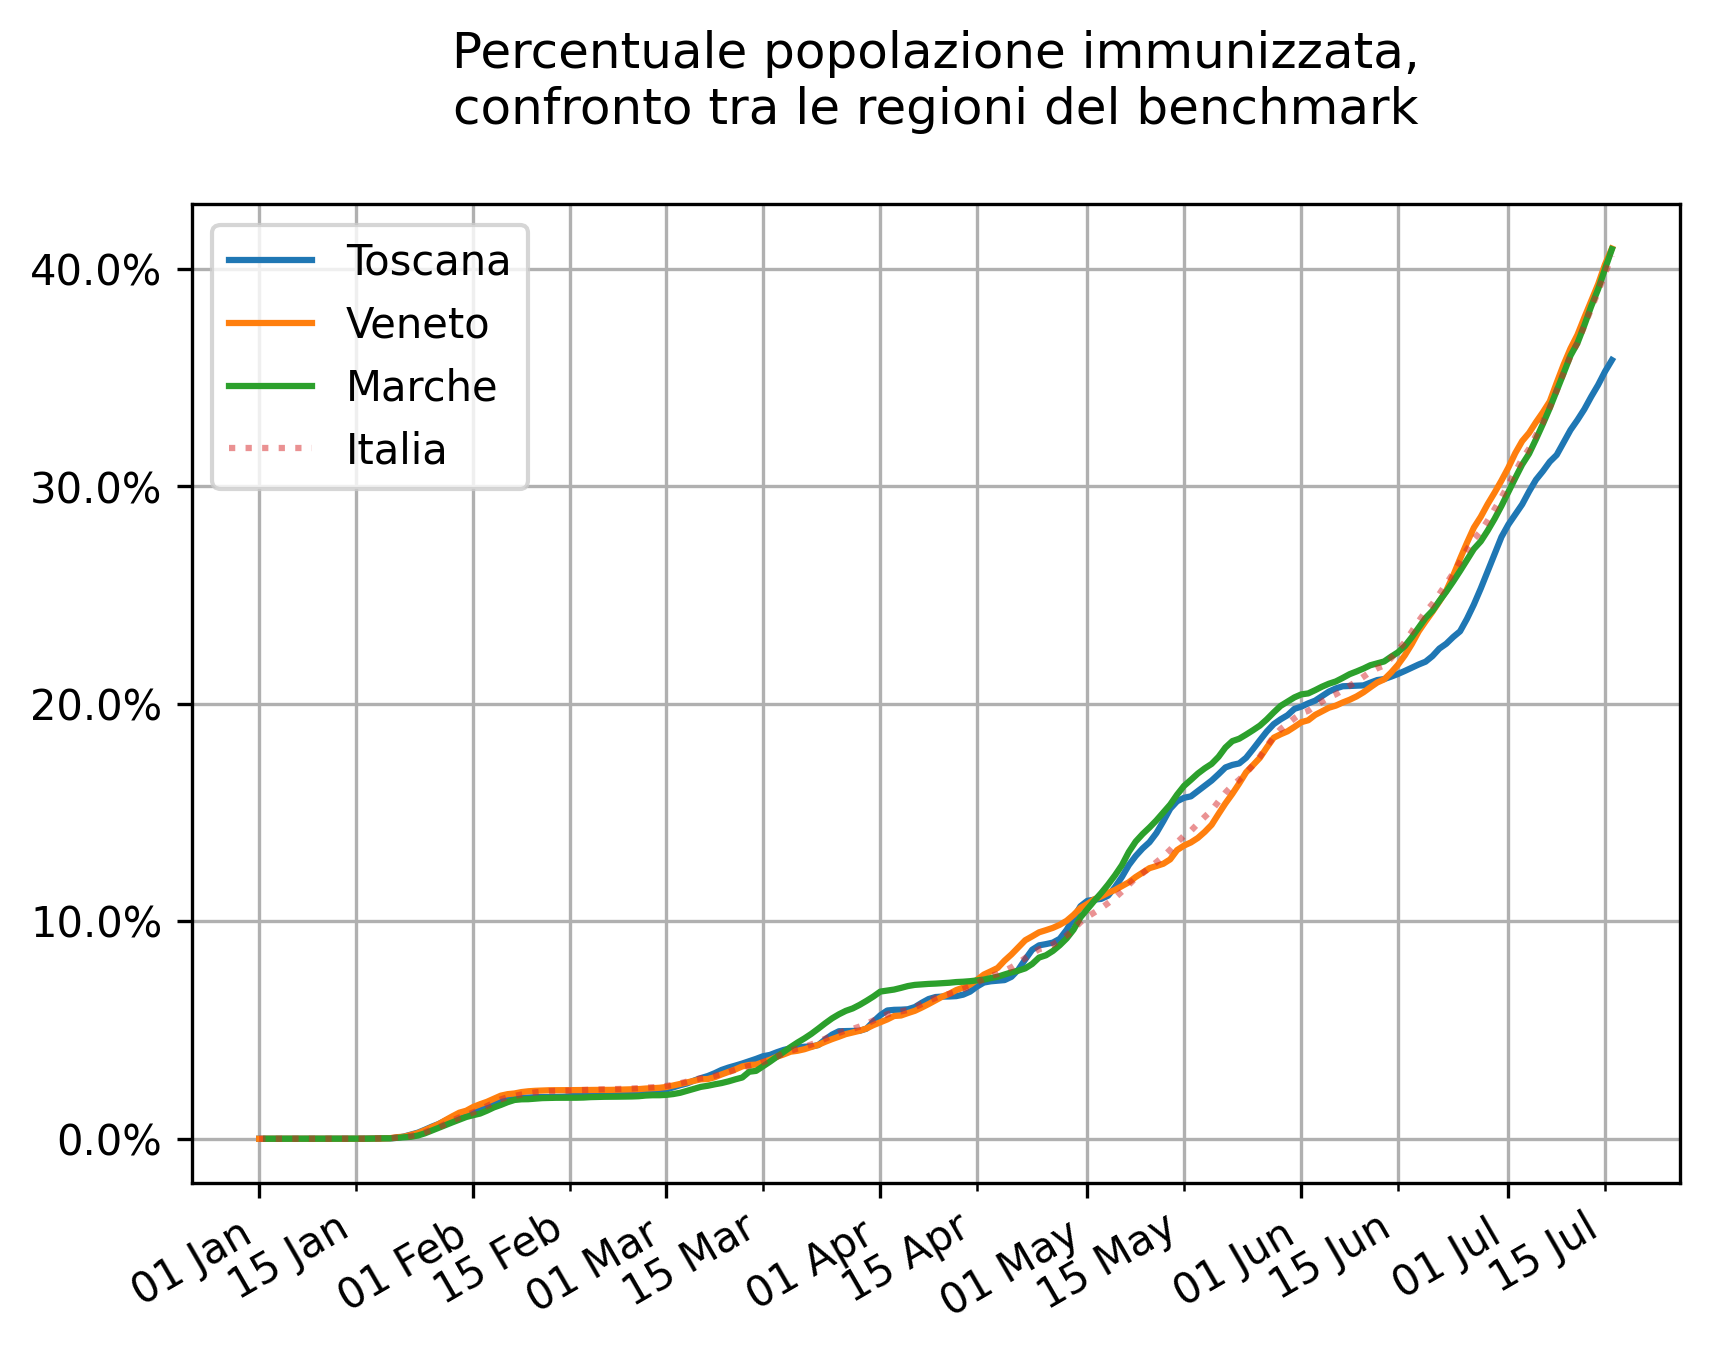 Percentuale popolazione immunizzata,
confronto tra le regioni del benchmark
Toscana
Veneto
Marche
Italia
40.0%
30.0%
20.0%
10.0%
0.0%
01 Jan
15 Jan
01 Feb
15 Feb
01 Mar
15 Mar
01 Apr
15 Apr
01 May
15 May
01 Jun
15 Jun
01 Jul
15 Jul